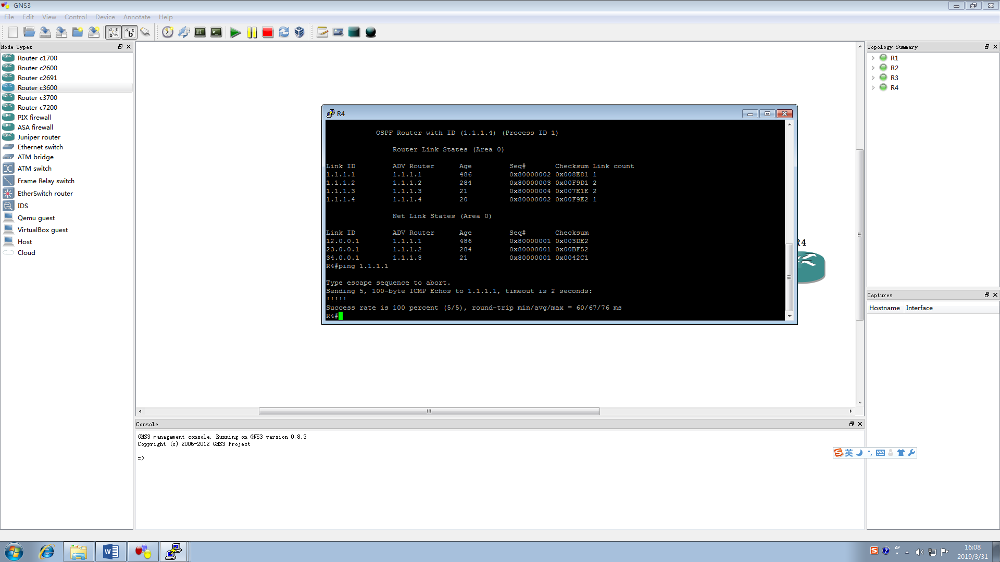 GNS3
File Edit View Control Device Annotate Help
Node Types
Router c1700
Router c2600
Router c2691
Router c3600
Router c3700
Router c7200
PIX firewall
ASA firewall
Juniper router
Ethernet switch
ATM bridge
ATM switch
Frame Relay switch
EtherSwitch router
IDS
Qemu guest
VirtualBox guest
Host
Cloud
R4
OSPF Router with ID (1.1.1.4) (Process ID 1)
Router Link States (Area 0)
Link ID ADV Router Age Seq# Checksum Link count
1.1.1.1 1.1.1.1 486 0x80000002 0x008E81 1
1.1.1.2 1.1.1.2 284 0x80000003 0x00F9D1 2
1.1.1.3 1.1.1.3 21 0x80000004 0x007E1E 2
1.1.1.4 1.1.1.4 20 0x80000002 0x00F9E2 1
Net Link States (Area 0)
Link ID ADV Router Age Seq# Checksum
12.0.0.1 1.1.1.1 486 0x80000001 0x003DE2
23.0.0.1 1.1.1.2 284 0x80000001 0x00BF52
34.0.0.1 1.1.1.3 21 0x80000001 0x0042C1
R4#ping 1.1.1.1
Type escape sequence to abort.
Sending 5, 100-byte ICMP Echos to 1.1.1.1, timeout is 2 seconds:
!!!!!
Success rate is 100 percent (5/5), round-trip min/avg/max = 60/67/76 ms
R4#
R4
Topology Summary
R1
R2
R3
R4
Captures
Hostname Interface
Console
GNS3 management console. Running on GNS3 version 0.8.3
Copyright (c) 2006-2012 GNS3 Project
=>
英
16:08
2019/3/31